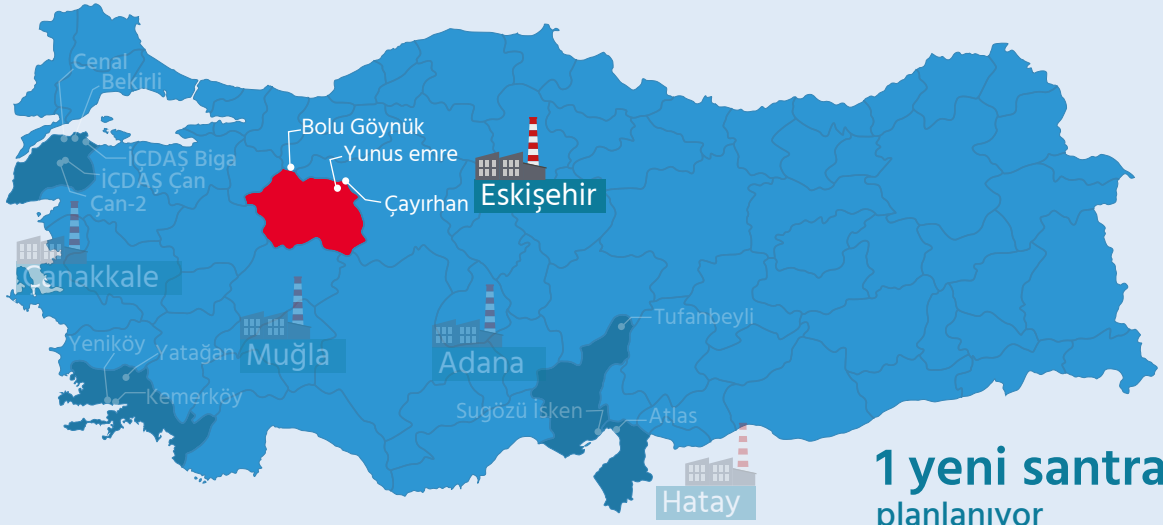 Cenal
Bekirli
İÇDAŞ Biga
İÇDAŞ Çan
Çan-2
Çanakkale
Bolu Göynük
Yunus emre
Çayırhan
Eskişehir
Yeniköy
Yatağan
Kemerköy
Muğla
Adana
Tufanbeyli
Sugözü İsken
Atlas
Hatay
1 yeni santra
planlanıyor